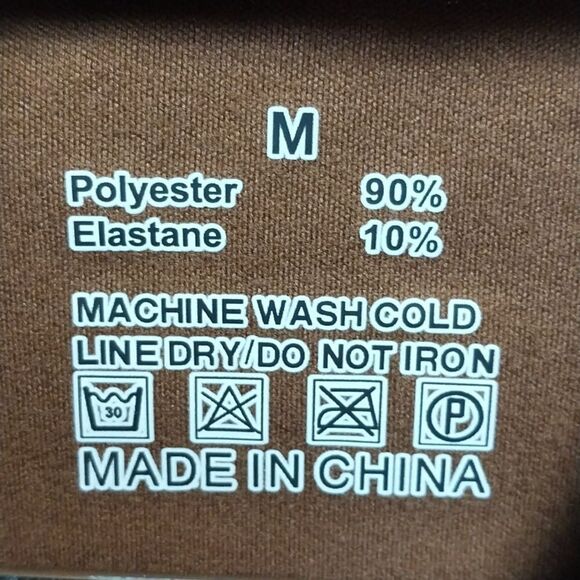 M
Polyester 90%
Elastane 10%
MACHINE WASH COLD
LINE DRY/DO NOT IRON
30 P
MADE IN CHINA